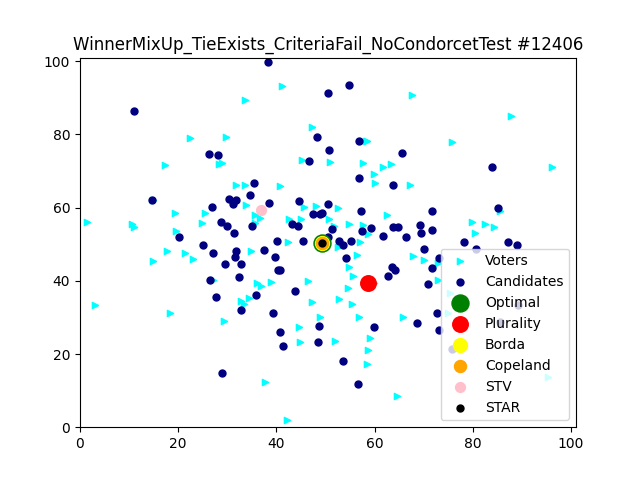 WinnerMixUp_TieExists_CriteriaFail_NoCondorcetTest #12406
100
80
60
40
20
0
0 20 40 60 80 100
Voters
Candidates
Optimal
Plurality
Borda
Copeland
STV
STAR